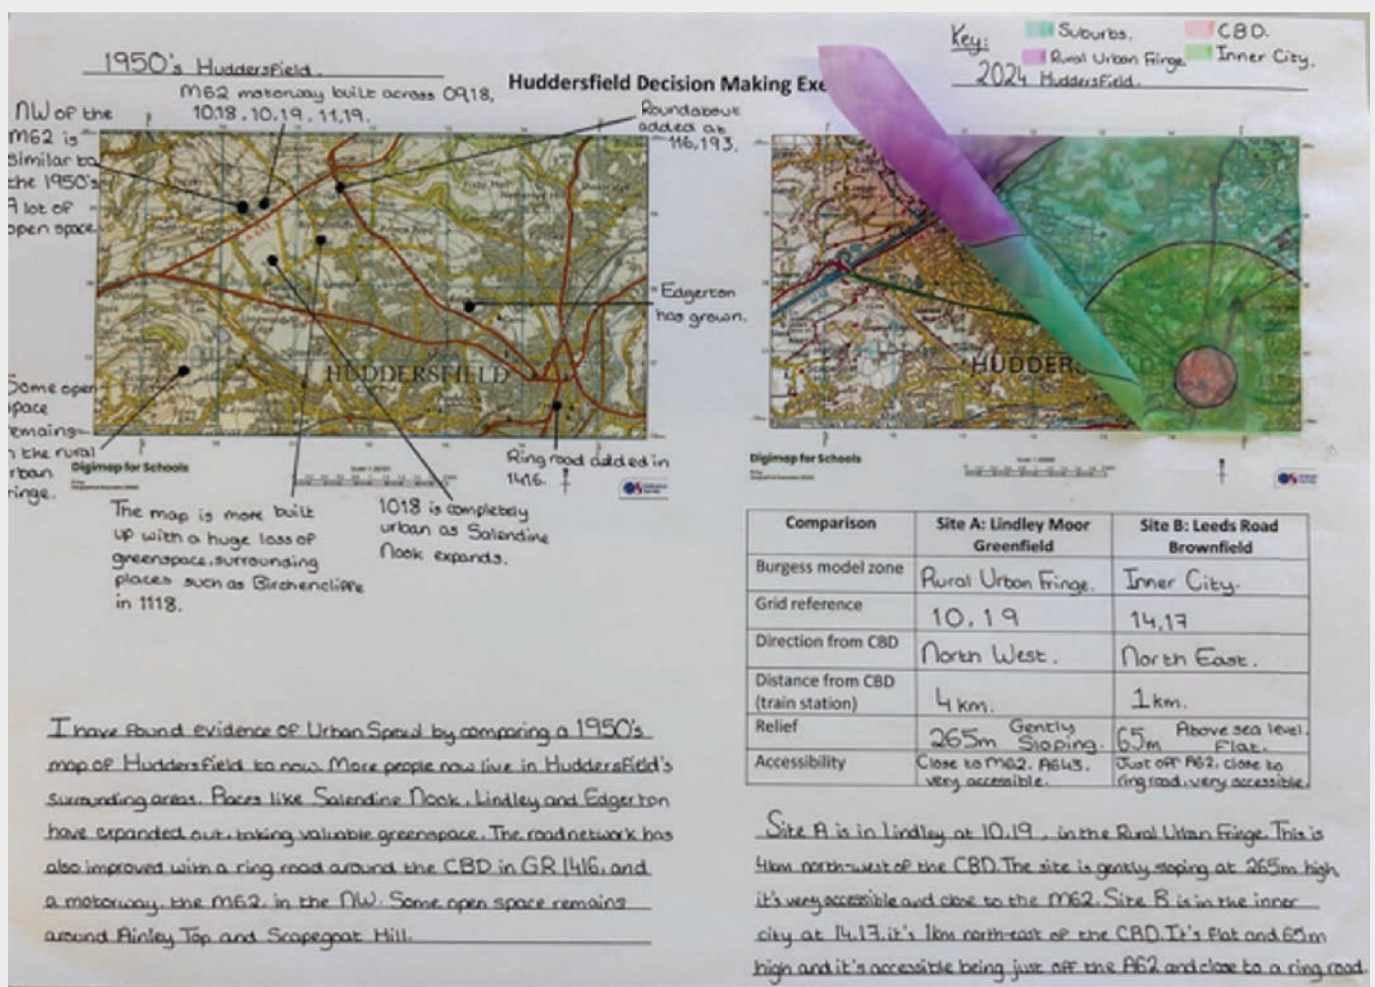 1950's Huddersfield.
Huddersfield Decision Making Exe
Key:
Suburbs.
CBD.
Rural Urban Fringe
Inner City.
2024 Huddersfield.
M62 motorway built across 0918,
1018, 10.19, 11,19.
Roundabout
added at
116,193.
NW of the
M62 is
similar to
the 1950's
A lot of
open space.
Edgerton
has grown.
Some open
space
remains
the rural
urban
fringe.
HUDDERSFIELD
HUDDERS
LD
Digimap for Schools
Digimap for Schools
Ring road added in
1416.
The map is more built
up with a huge loss of
greenspace, surrounding
places such as Birchencliffe
in 1118.
1018 is completely
urban as Salendine
Nook expands.
Comparison
Site A: Lindley Moor
Greenfield
Site B: Leeds Road
Brownfield
Burgess model zone
Rural Urban Fringe.
Inner City.
Grid reference
10,19
14,17
Direction from CBD
North West.
North East.
Distance from CBD
(train station)
4km.
1km.
Relief
265m Gently
Sloping.
65m Above sea level.
Flat.
Accessibility
Close to M62, A643.
very accessible.
Just off A62, close to
ring road, very accessible.
I have found evidence of Urban Sprawl by comparing a 1950's
map of Huddersfield to now. More people now live in Huddersfield's
surrounding areas. Places like Salendine Nook, Lindley and Edgerton
have expanded out, taking valuable greenspace. The road network has
also improved with a ring road around the CBD in GR 1416, and
a motorway, the M62, in the NW. Some open space remains
around Ainley Top and Scapegoat Hill.
Site A is in Lindley at 10,19, in the Rural Urban Fringe. This is
4km north-west of the CBD. The site is gently sloping at 265m high
it's very accessible and close to the M62. Site B is in the inner
city at 14.17. it's 1km north-east of the CBD. It's flat and 65m
high and it's accessible being just off the A62 and close to a ring road.